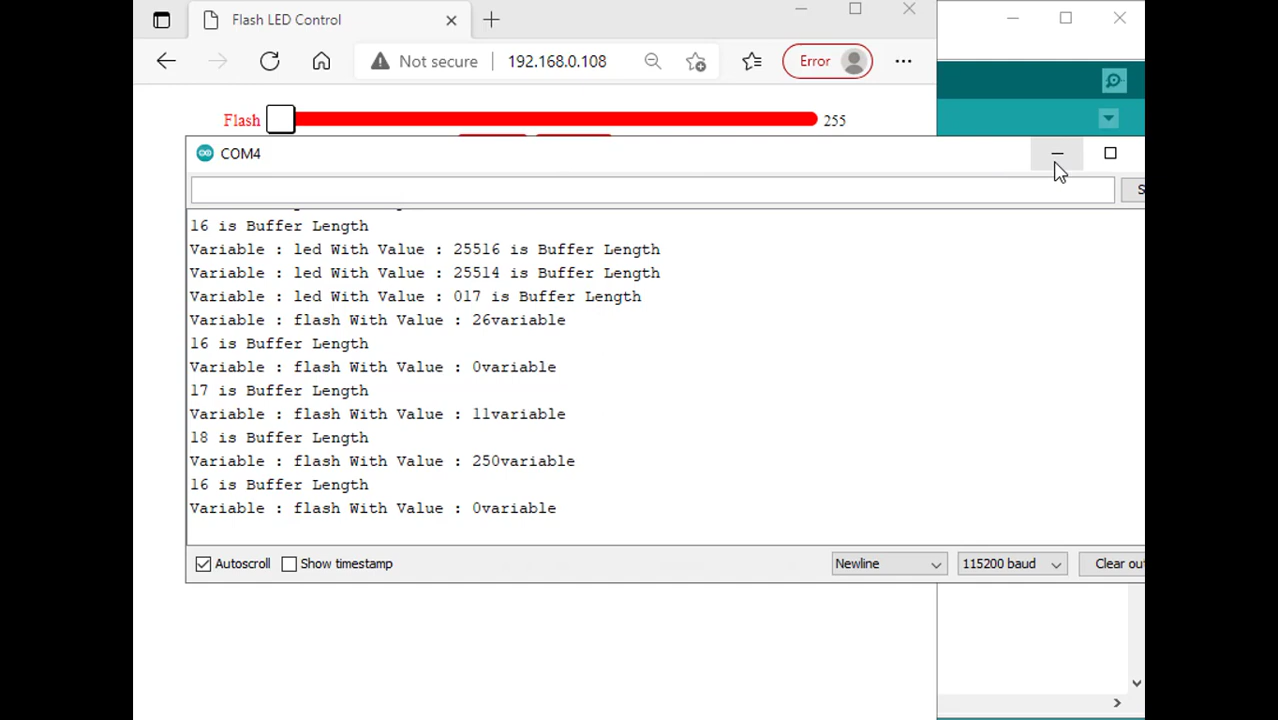 Flash LED Control
Not secure 192.168.0.108 Error
Flash 255
COM4
16 is Buffer Length
Variable : led With Value : 25516 is Buffer Length
Variable : led With Value : 25514 is Buffer Length
Variable : led With Value : 017 is Buffer Length
Variable : flash With Value : 26variable
16 is Buffer Length
Variable : flash With Value : 0variable
17 is Buffer Length
Variable : flash With Value : 11variable
18 is Buffer Length
Variable : flash With Value : 250variable
16 is Buffer Length
Variable : flash With Value : 0variable
Autoscroll Show timestamp Newline 115200 baud Clear ou